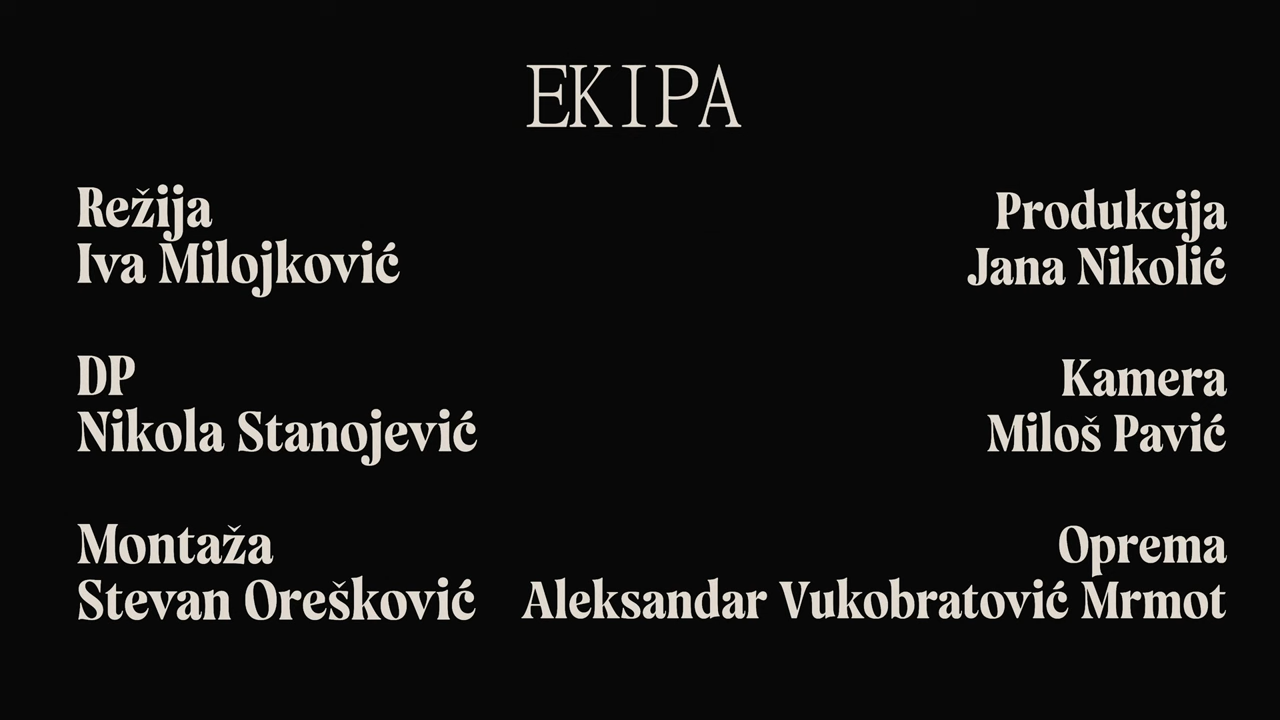 EKIPA
Režija
Iva Milojković
Produkcija
Jana Nikolić
DP
Nikola Stanojević
Kamera
Miloš Pavić
Montaža
Stevan Orešković
Oprema
Aleksandar Vukobratović Mrmot